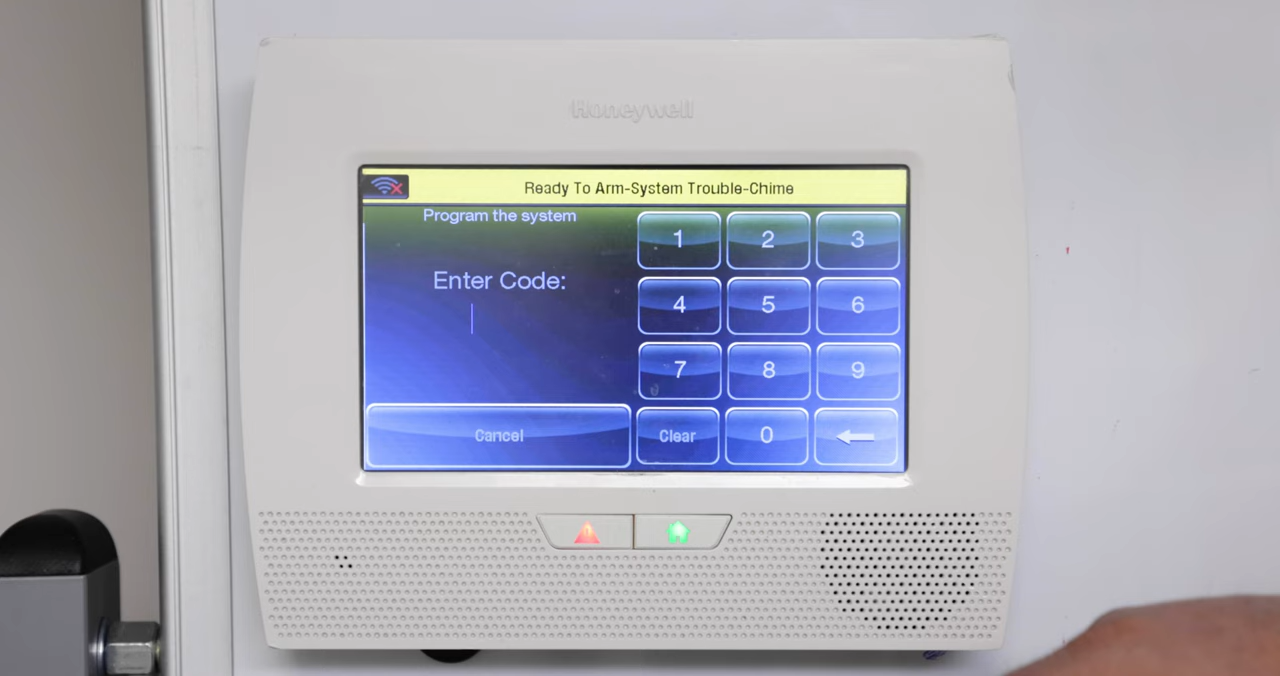 Honeywell
Ready To Arm-System Trouble-Chime
Program the system
Enter Code:
1 2 3
4 5 6
7 8 9
Cancel Clear 0